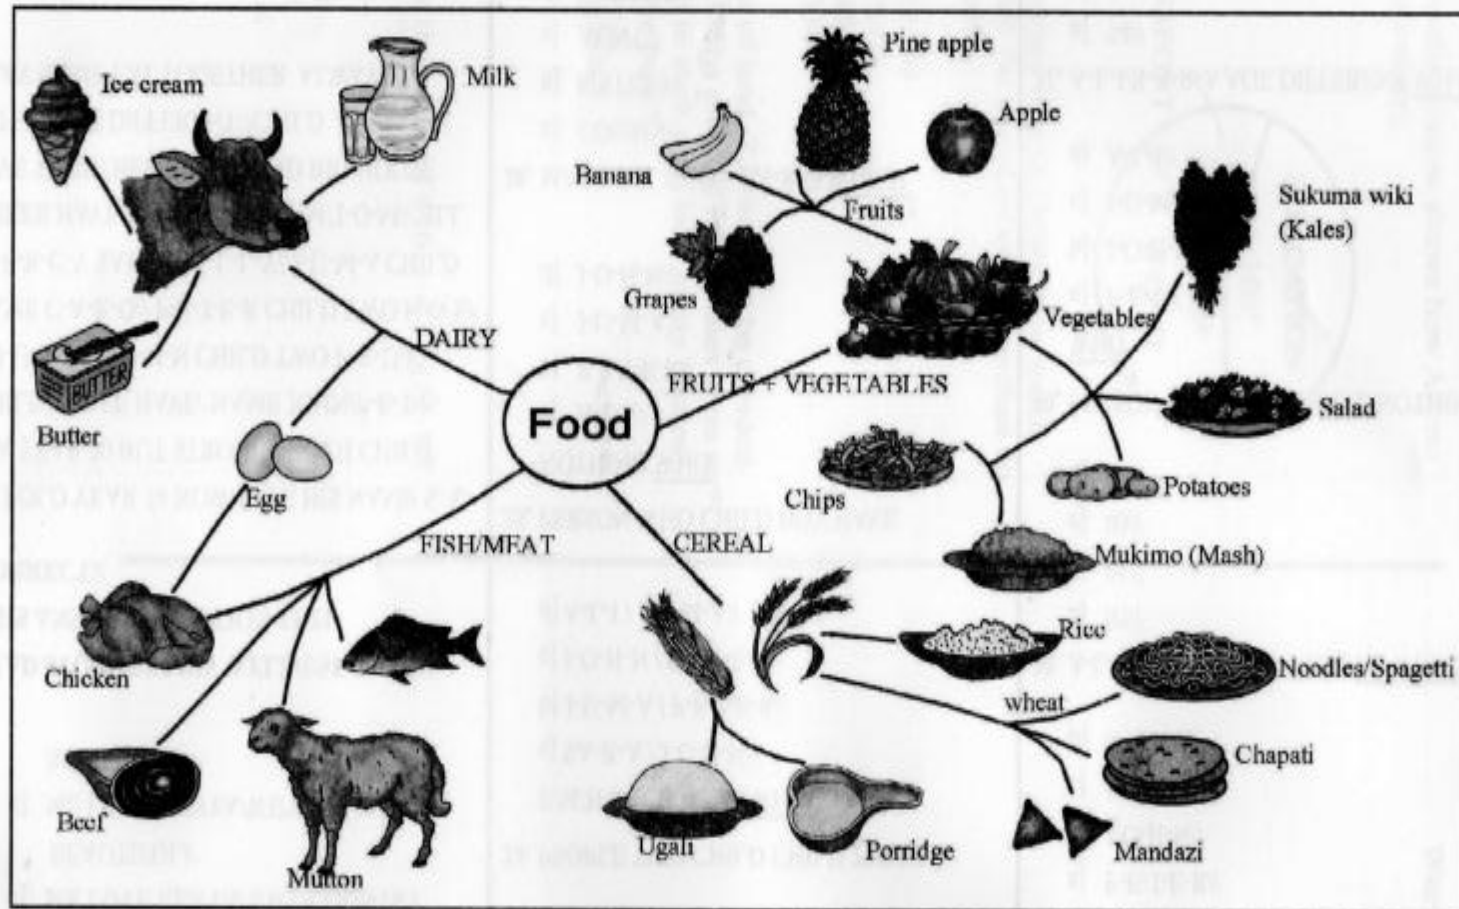 Ice cream
Milk
Pine apple
Apple
Banana
Fruits
Sukuma wiki
(Kales)
Grapes
Vegetables
DAIRY
FRUITS + VEGETABLES
BUTTER
Butter
Food
Salad
Egg
Chips
Potatoes
FISH/MEAT
CEREAL
Mukimo (Mash)
Rice
Chicken
Noodles/Spagetti
wheat
Chapati
Beef
Ugali
Porridge
Mandazi
Mutton